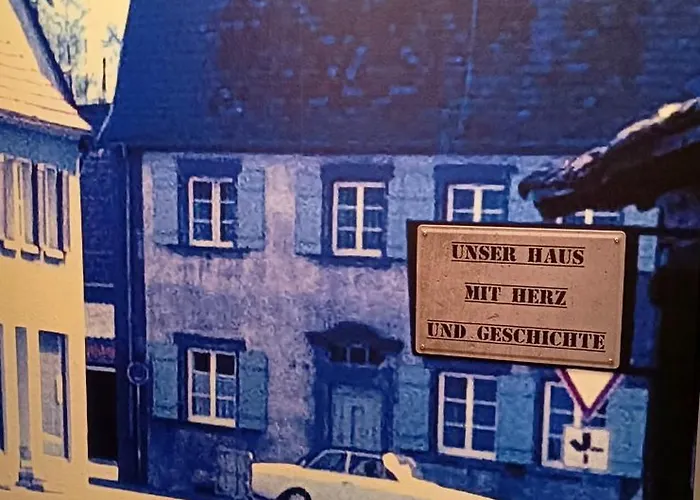 UNSER HAUS
MIT HERZ
UND GESCHICHTE